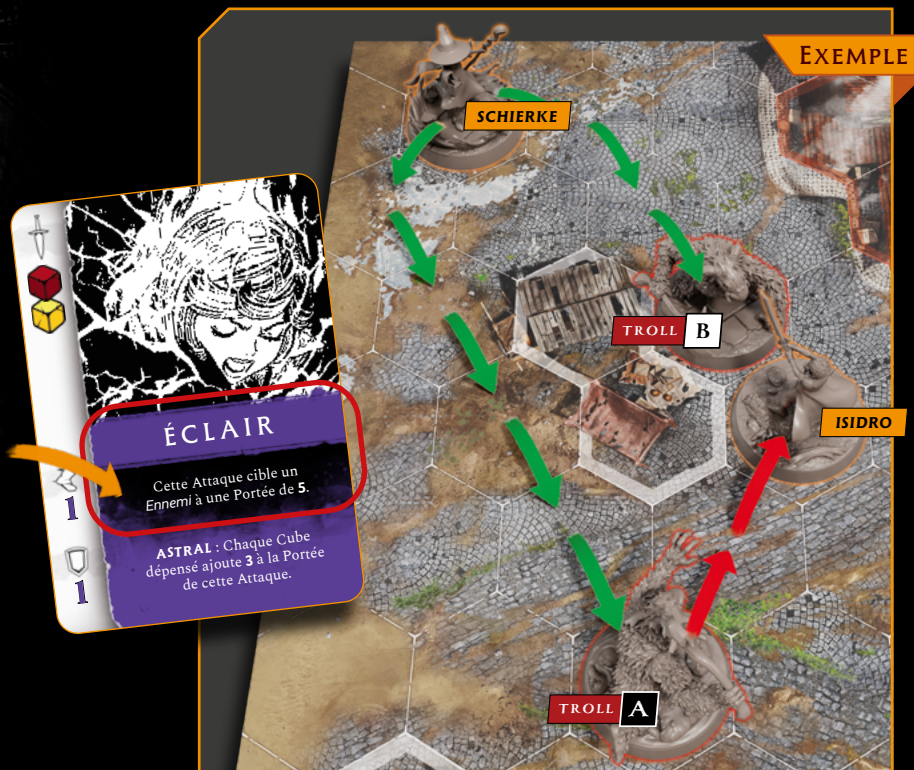 EXEMPLE
SCHIERKE
TROLL B
ISIDRO
ÉCLAIR
Cette Attaque cible un
Ennemi à une Portée de 5.
1
ASTRAL : Chaque Cube
dépensé ajoute 3 à la Portée
de cette Attaque.
1
TROLL A